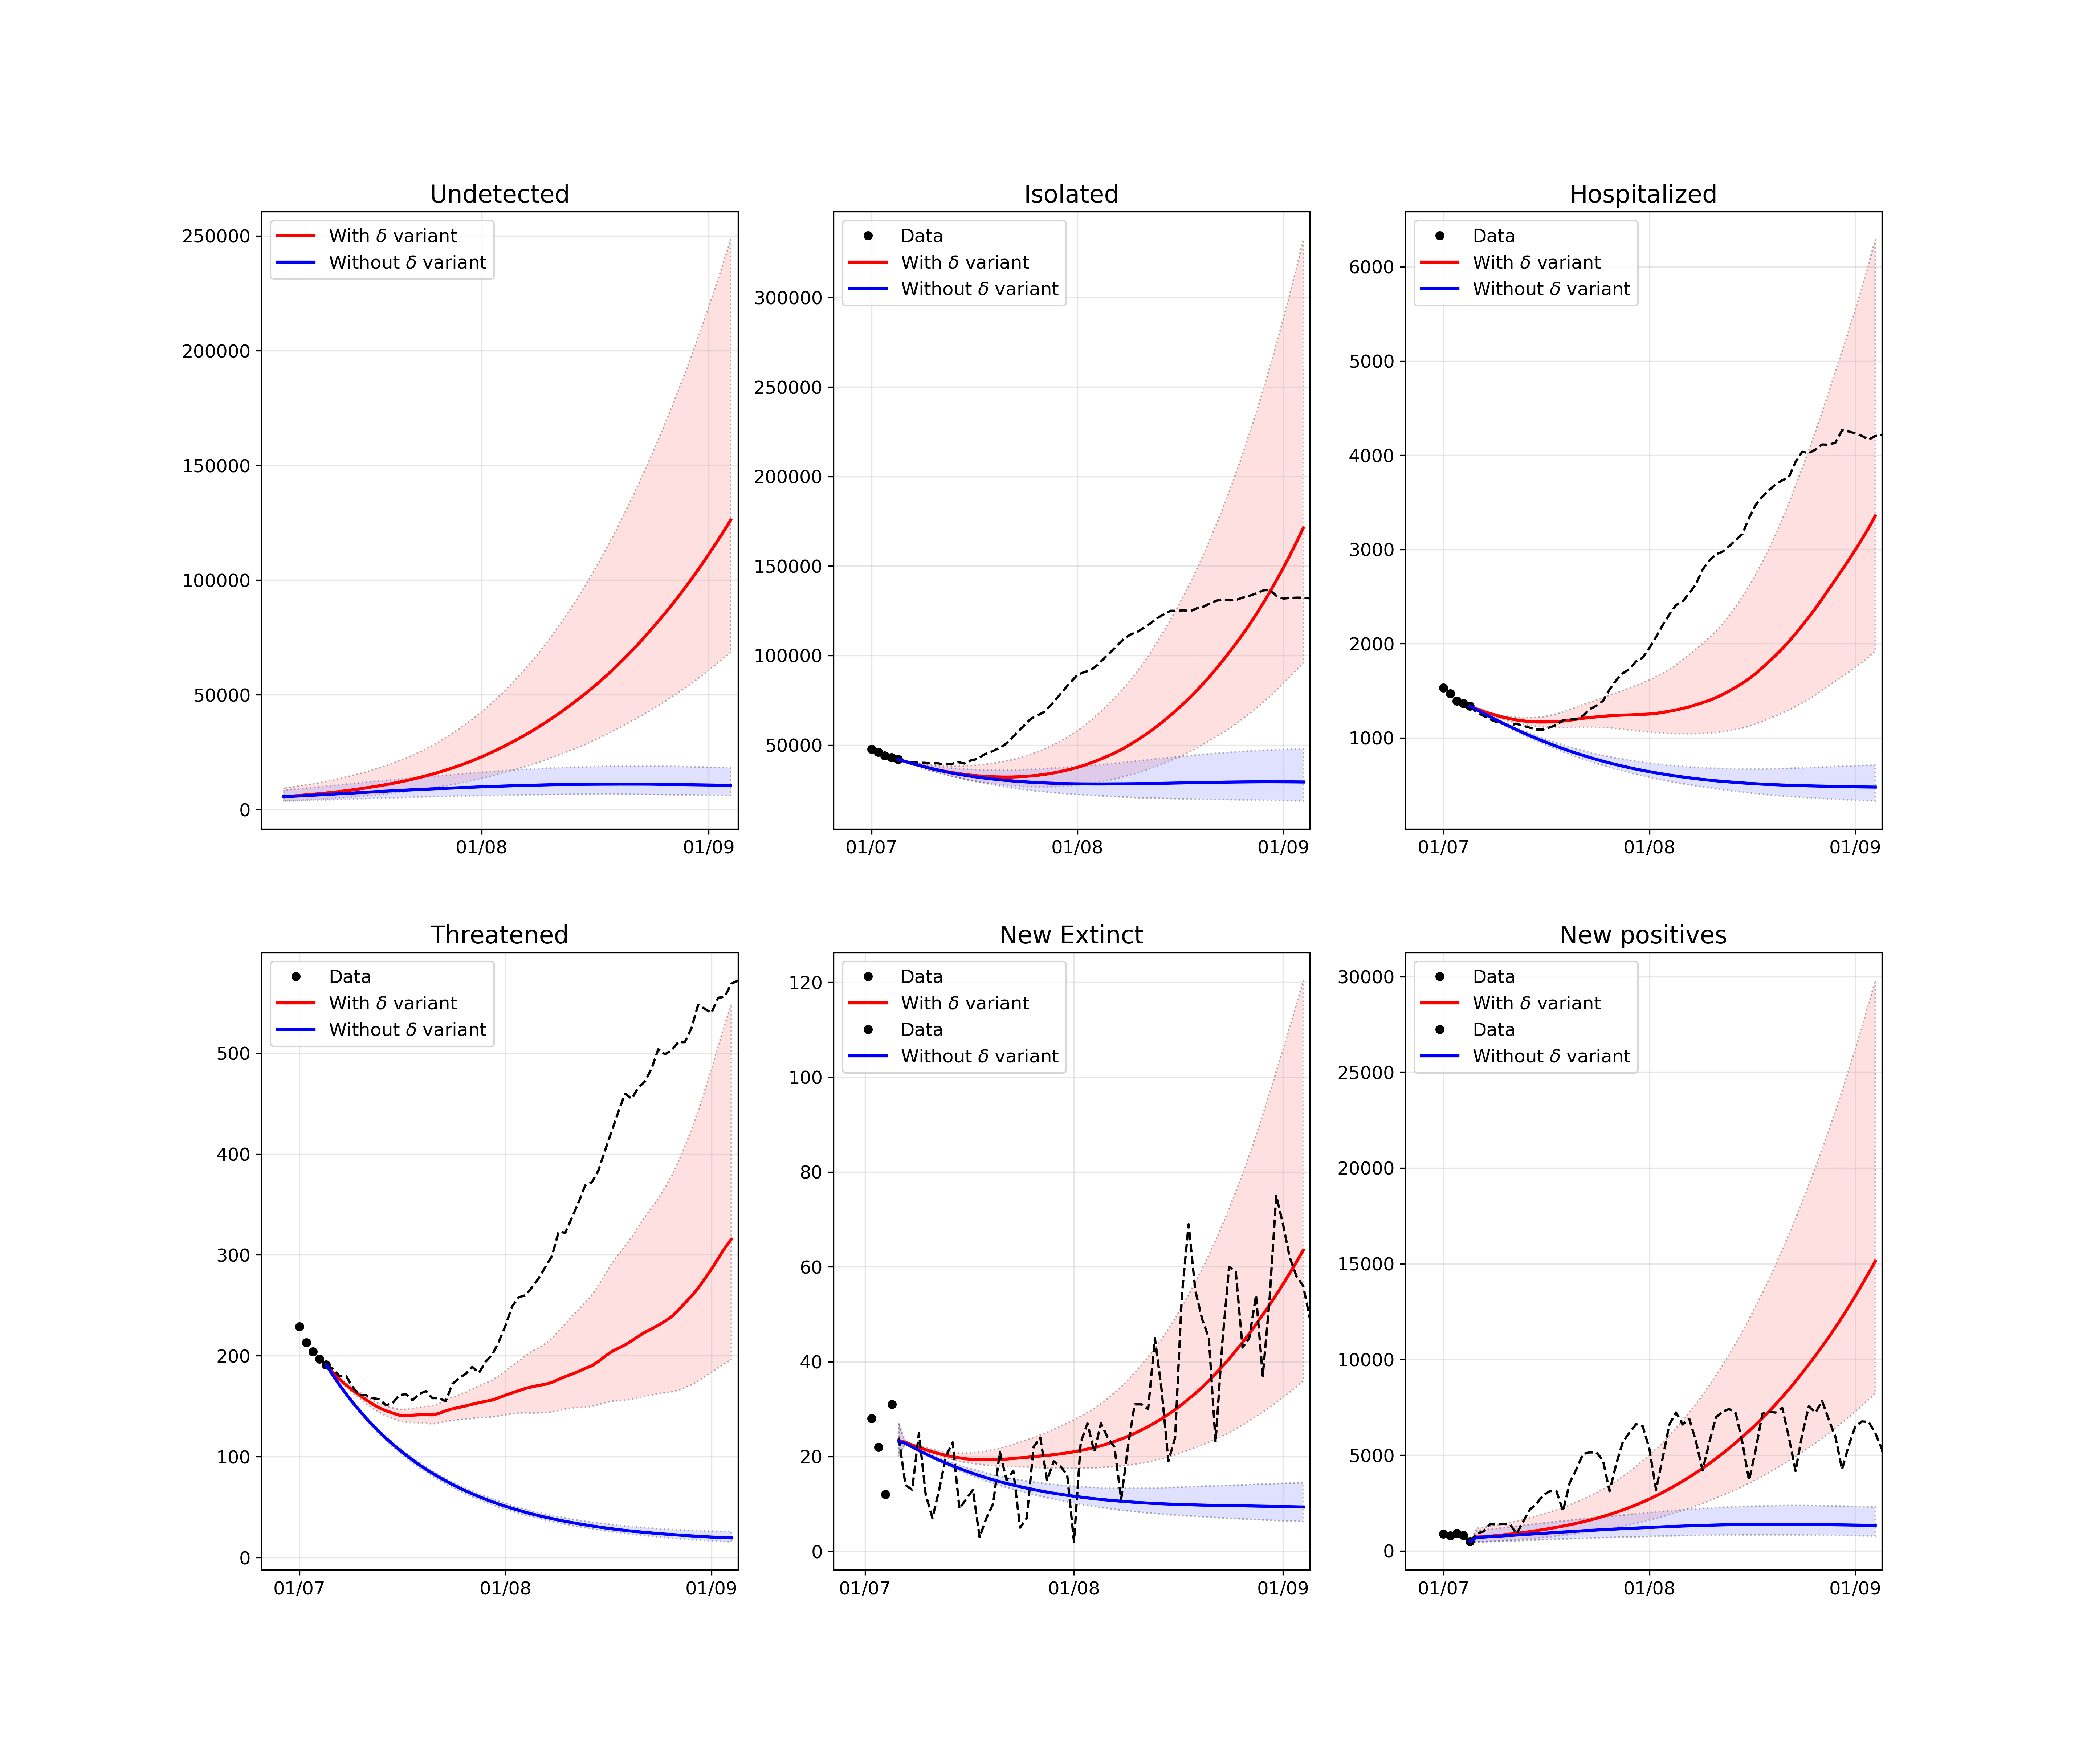 Undetected
250000
200000
150000
100000
50000
0
01/08
01/09
With δ variant
Without δ variant
Isolated
300000
250000
200000
150000
100000
50000
01/07
01/08
01/09
Data
With δ variant
Without δ variant
Hospitalized
6000
5000
4000
3000
2000
1000
01/07
01/08
01/09
Data
With δ variant
Without δ variant
Threatened
500
400
300
200
100
0
01/07
01/08
01/09
Data
With δ variant
Without δ variant
New Extinct
120
100
80
60
40
20
0
01/07
01/08
01/09
Data
With δ variant
Data
Without δ variant
New positives
30000
25000
20000
15000
10000
5000
0
01/07
01/08
01/09
Data
With δ variant
Data
Without δ variant